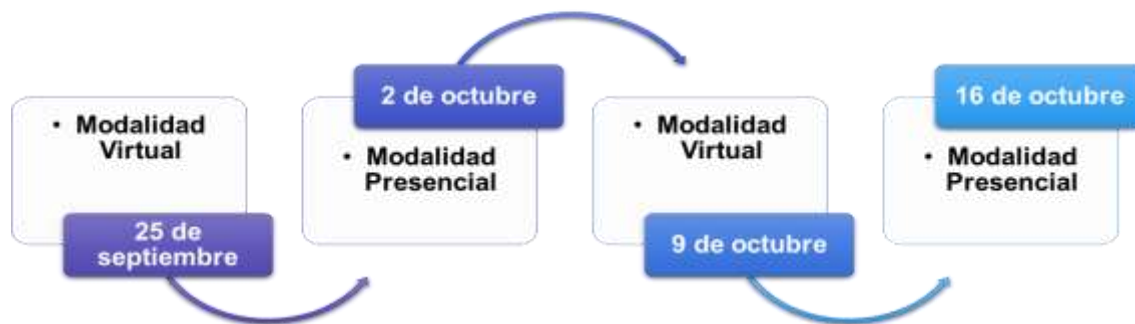 • Modalidad
Virtual
25 de
septiembre
2 de octubre
• Modalidad
Presencial
• Modalidad
Virtual
9 de octubre
16 de octubre
• Modalidad
Presencial